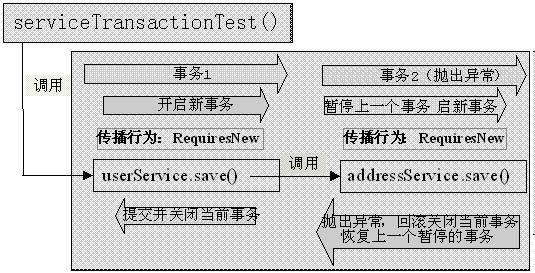 serviceTransactionTest()
调用
事务1
事务2（抛出异常）
开启新事务
暂停上一个事务 启新事务
传播行为：RequiresNew
传播行为：RequiresNew
调用
userService.save()
addressService.save()
提交并关闭当前事务
抛出异常，回滚关闭当前事务
恢复上一个暂停的事务